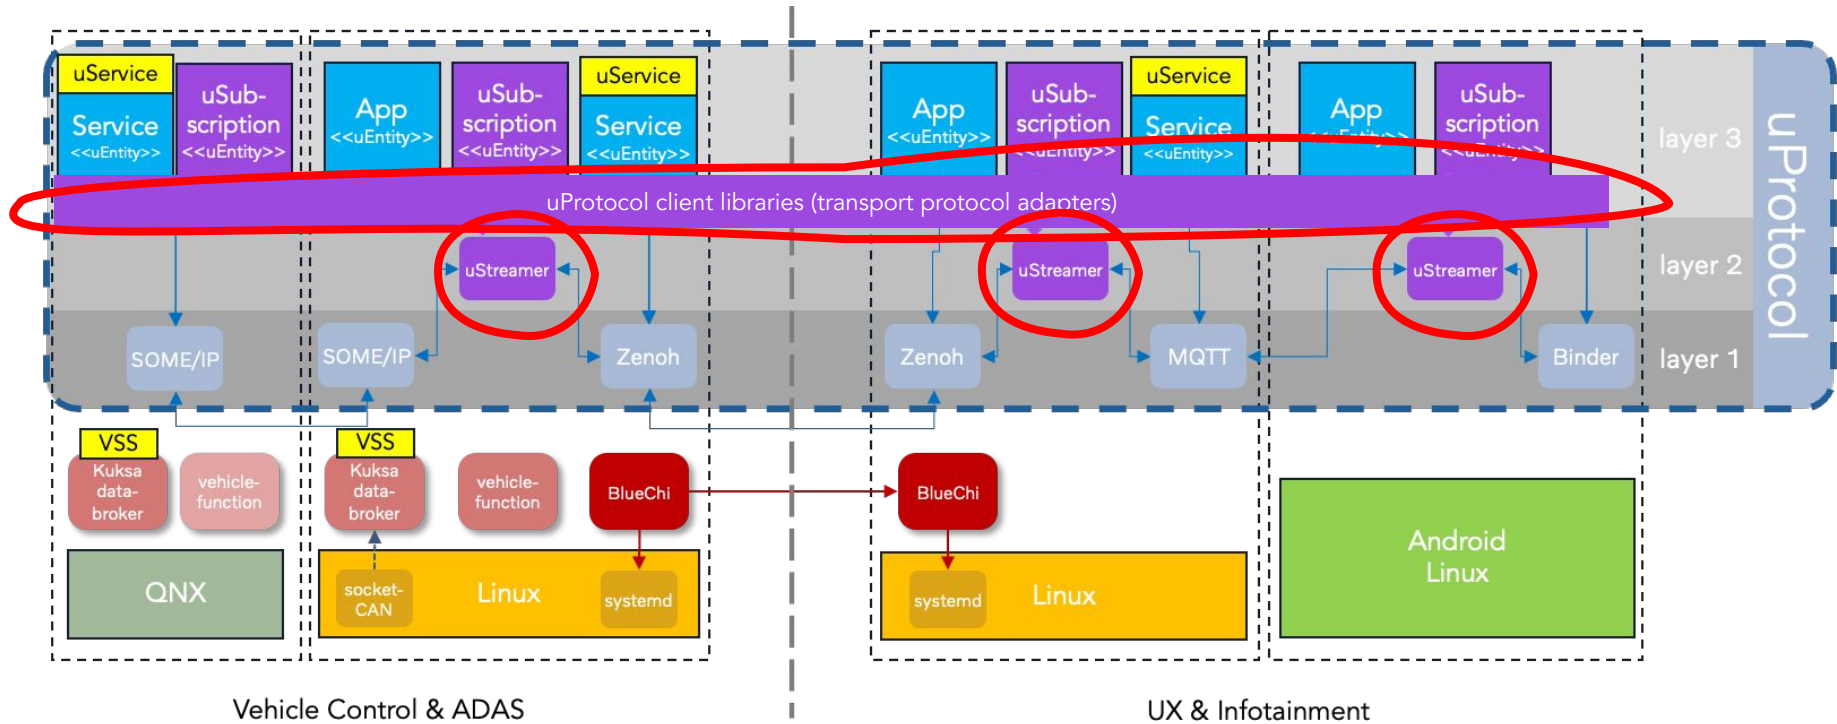 uService
Service
<<uEntity>>
uSub-
scription
<<uEntity>>
App
<<uEntity>>
uSub-
scription
<<uEntity>>
uService
Service
<<uEntity>>
App
<<uEntity>>
uSub-
scription
<<uEntity>>
uService
Service
<<uEntity>>
App
<<uEntity>>
uSub-
scription
<<uEntity>>
layer 3
uProtocol
uProtocol client libraries (transport protocol adapters)
uStreamer
uStreamer
uStreamer
layer 2
SOME/IP
SOME/IP
Zenoh
Zenoh
MQTT
Binder
layer 1
VSS
Kuksa
data-
broker
vehicle-
function
VSS
Kuksa
data-
broker
vehicle-
function
BlueChi
BlueChi
QNX
socket-
CAN
Linux
systemd
systemd
Linux
Android
Linux
Vehicle Control & ADAS
UX & Infotainment